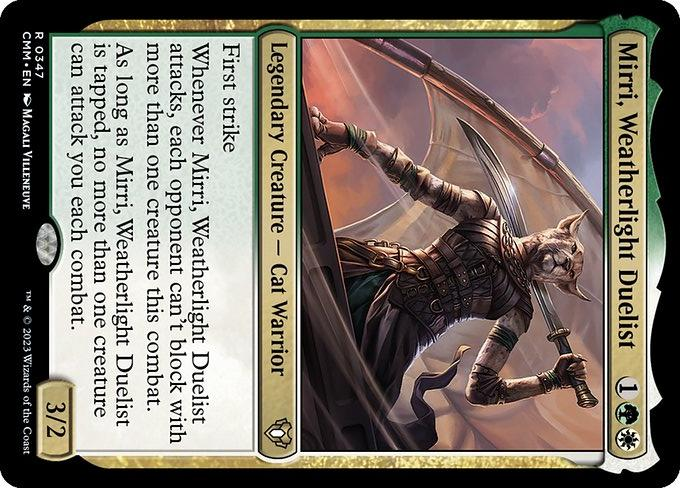 Mirri, Weatherlight Duelist 1
Legendary Creature — Cat Warrior
First strike
Whenever Mirri, Weatherlight Duelist
attacks, each opponent can't block with
more than one creature this combat.
As long as Mirri, Weatherlight Duelist
is tapped, no more than one creature
can attack you each combat.
3/2
R 0347
CMM • EN Magali Villeneuve
™ & © 2023 Wizards of the Coast